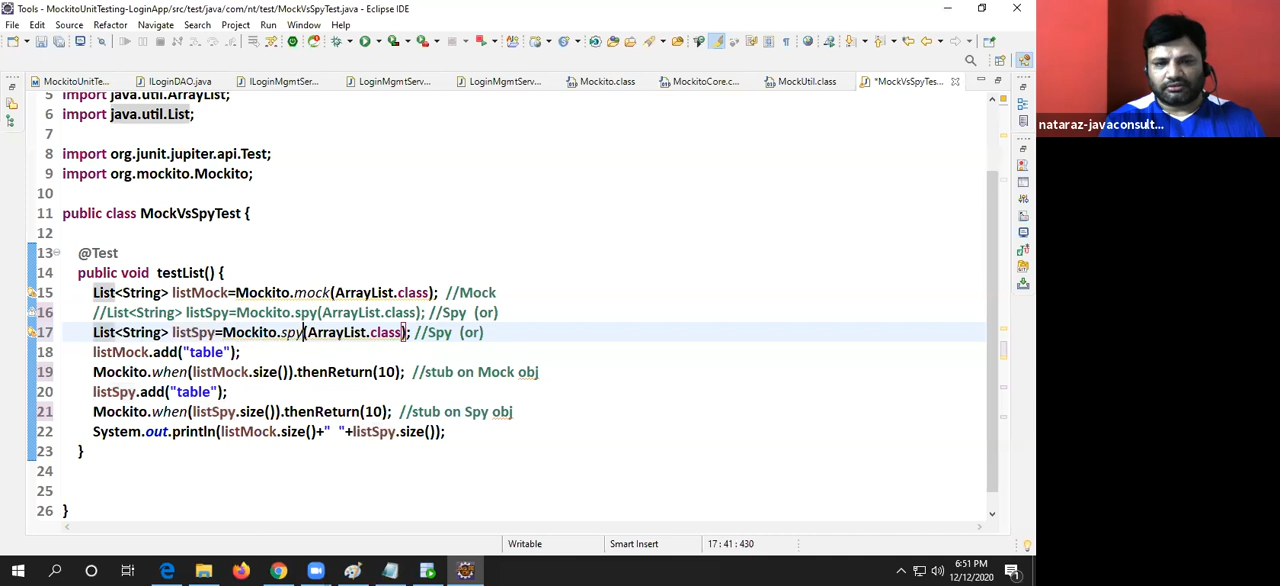 Tools - MockitoUnitTesting-LoginApp/src/test/java/com/nt/test/MockVsSpyTest.java - Eclipse IDE
File Edit Source Refactor Navigate Search Project Run Window Help
MockitoUnitTe... ILoginDAO.java ILoginMgmtSer... LoginMgmtServ... LoginMgmtServ... Mockito.class MockitoCore.c... MockUtil.class *MockVsSpyTes...
5 import java.util.ArrayList;
6 import java.util.List;
7
8 import org.junit.jupiter.api.Test;
9 import org.mockito.Mockito;
10
11 public class MockVsSpyTest {
12
13 @Test
14 public void testList() {
15 List<String> listMock=Mockito.mock(ArrayList.class); //Mock
16 //List<String> listSpy=Mockito.spy(ArrayList.class); //Spy (or)
17 List<String> listSpy=Mockito.spy(ArrayList.class); //Spy (or)
18 listMock.add("table");
19 Mockito.when(listMock.size()).thenReturn(10); //stub on Mock obj
20 listSpy.add("table");
21 Mockito.when(listSpy.size()).thenReturn(10); //stub on Spy obj
22 System.out.println(listMock.size()+" "+listSpy.size());
23 }
24
25
26 }
Writable Smart Insert 17 : 41 : 430
nataraz-javaconsult...
6:51 PM
12/12/2020